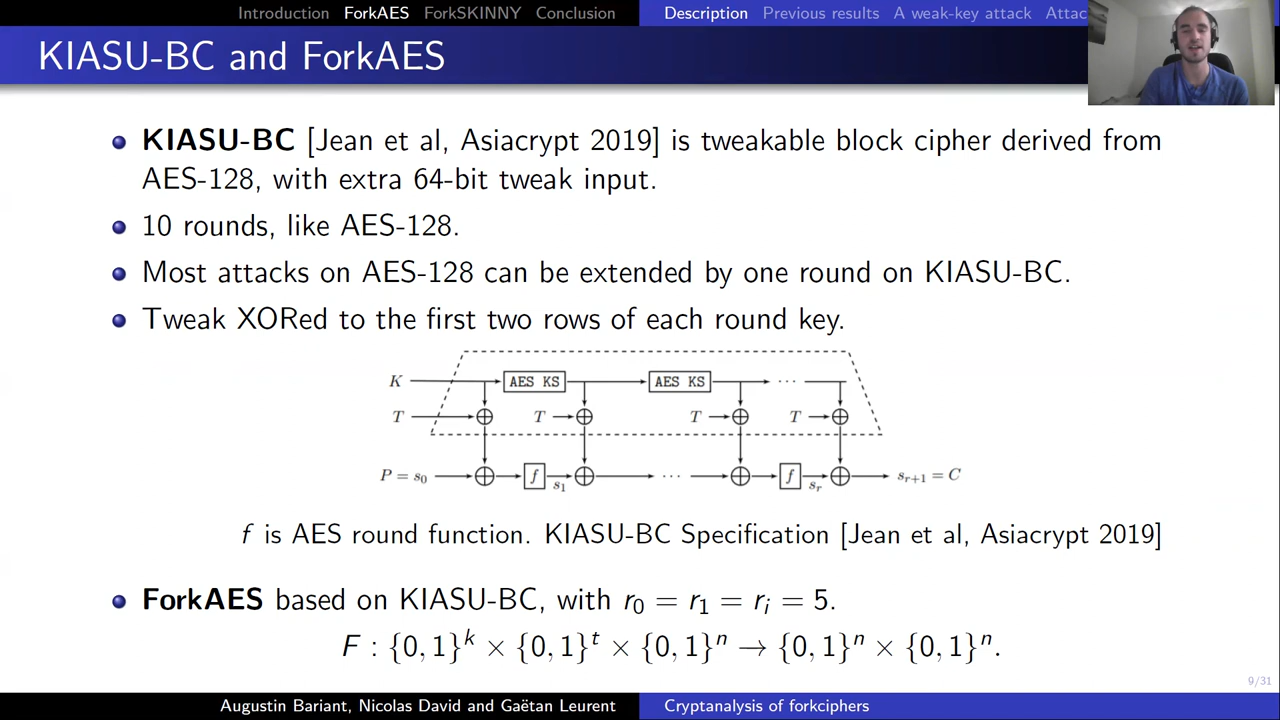 Introduction ForkAES ForkSKINNY Conclusion Description Previous results A weak-key attack Attac
KIASU-BC and ForkAES
KIASU-BC [Jean et al, Asiacrypt 2019] is tweakable block cipher derived from
AES-128, with extra 64-bit tweak input.
10 rounds, like AES-128.
Most attacks on AES-128 can be extended by one round on KIASU-BC.
Tweak XORed to the first two rows of each round key.
K AES KS AES KS ···
T T T T
P = s₀ f s₁ ··· f sᵣ sᵣ₊₁ = C
f is AES round function. KIASU-BC Specification [Jean et al, Asiacrypt 2019]
ForkAES based on KIASU-BC, with r₀ = r₁ = rᵢ = 5.
F : {0, 1}ᵏ × {0, 1}ᵗ × {0, 1}ⁿ → {0, 1}ⁿ × {0, 1}ⁿ.
9/31
Augustin Bariant, Nicolas David and Gaëtan Leurent Cryptanalysis of forkciphers